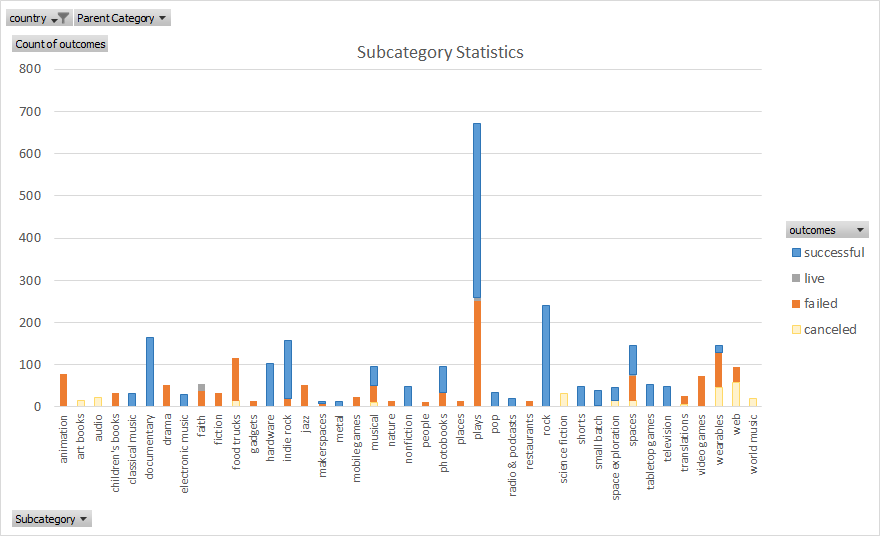 country Parent Category
Count of outcomes
Subcategory Statistics
800
700
600
500
400
300
200
100
0
animation
art books
audio
children's books
classical music
documentary
drama
electronic music
faith
fiction
food trucks
gadgets
hardware
indie rock
jazz
makerspaces
metal
mobile games
musical
nature
nonfiction
people
photobooks
places
plays
pop
radio & podcasts
restaurants
rock
science fiction
shorts
small batch
space exploration
spaces
tabletop games
television
translations
video games
wearables
web
world music
outcomes
successful
live
failed
canceled
Subcategory